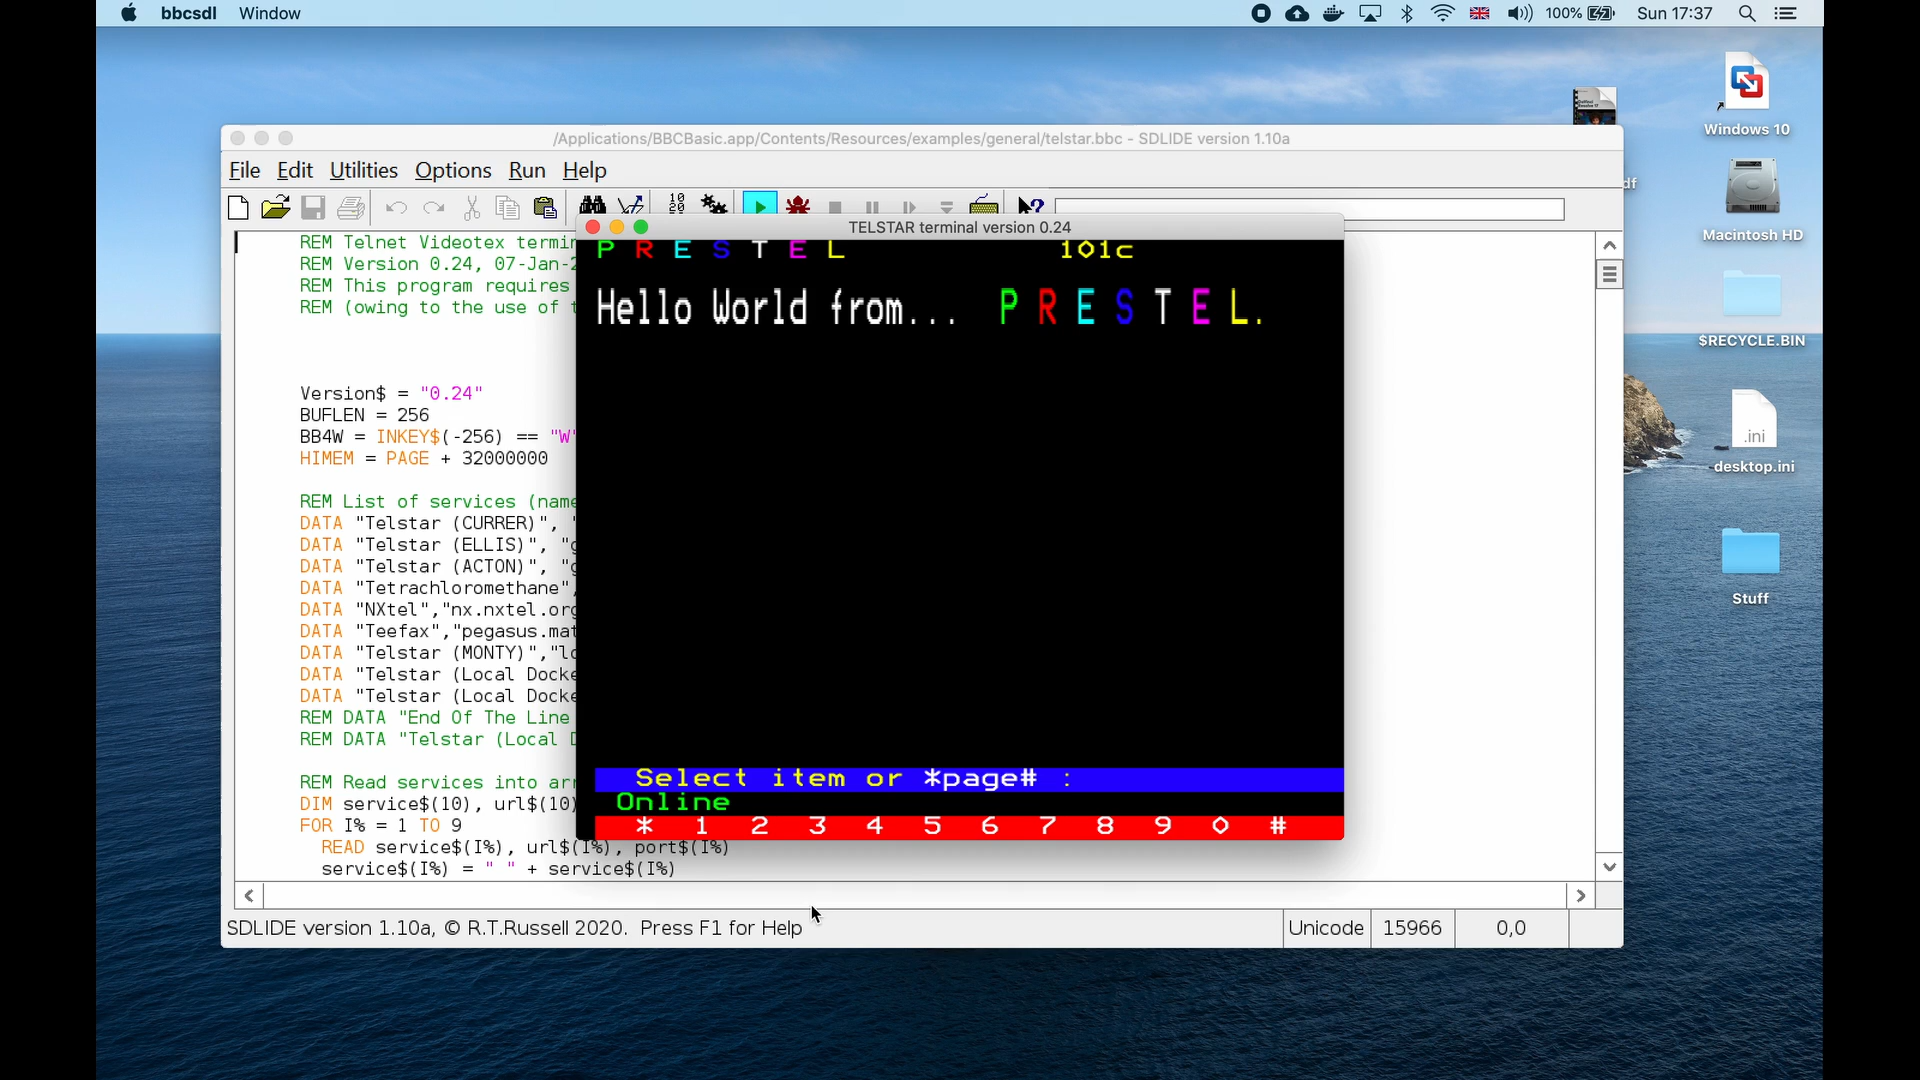 bbcsdl Window 100% Sun 17:37
Windows 10
Macintosh HD
$RECYCLE.BIN
.ini
desktop.ini
Stuff
df
/Applications/BBCBasic.app/Contents/Resources/examples/general/telstar.bbc - SDLIDE version 1.10a
File Edit Utilities Options Run Help
REM Telnet Videotex termin
REM Version 0.24, 07-Jan-2
REM This program requires
REM (owing to the use of t
Version$ = "0.24"
BUFLEN = 256
BB4W = INKEY$(-256) == "W"
HIMEM = PAGE + 32000000
REM List of services (name
DATA "Telstar (CURRER)", "
DATA "Telstar (ELLIS)", "g
DATA "Telstar (ACTON)", "g
DATA "Tetrachloromethane",
DATA "NXtel","nx.nxtel.org
DATA "Teefax","pegasus.mat
DATA "Telstar (MONTY)","lo
DATA "Telstar (Local Docke
DATA "Telstar (Local Docke
REM DATA "End Of The Line
REM DATA "Telstar (Local D
REM Read services into arr
DIM service$(10), url$(10)
FOR I% = 1 TO 9
READ service$(I%), url$(I%), port$(I%)
service$(I%) = " " + service$(I%)
TELSTAR terminal version 0.24
P R E S T E L 101c
Hello World from... P R E S T E L.
Select item or *page# :
Online
* 1 2 3 4 5 6 7 8 9 0 #
SDLIDE version 1.10a, © R.T.Russell 2020. Press F1 for Help Unicode 15966 0,0